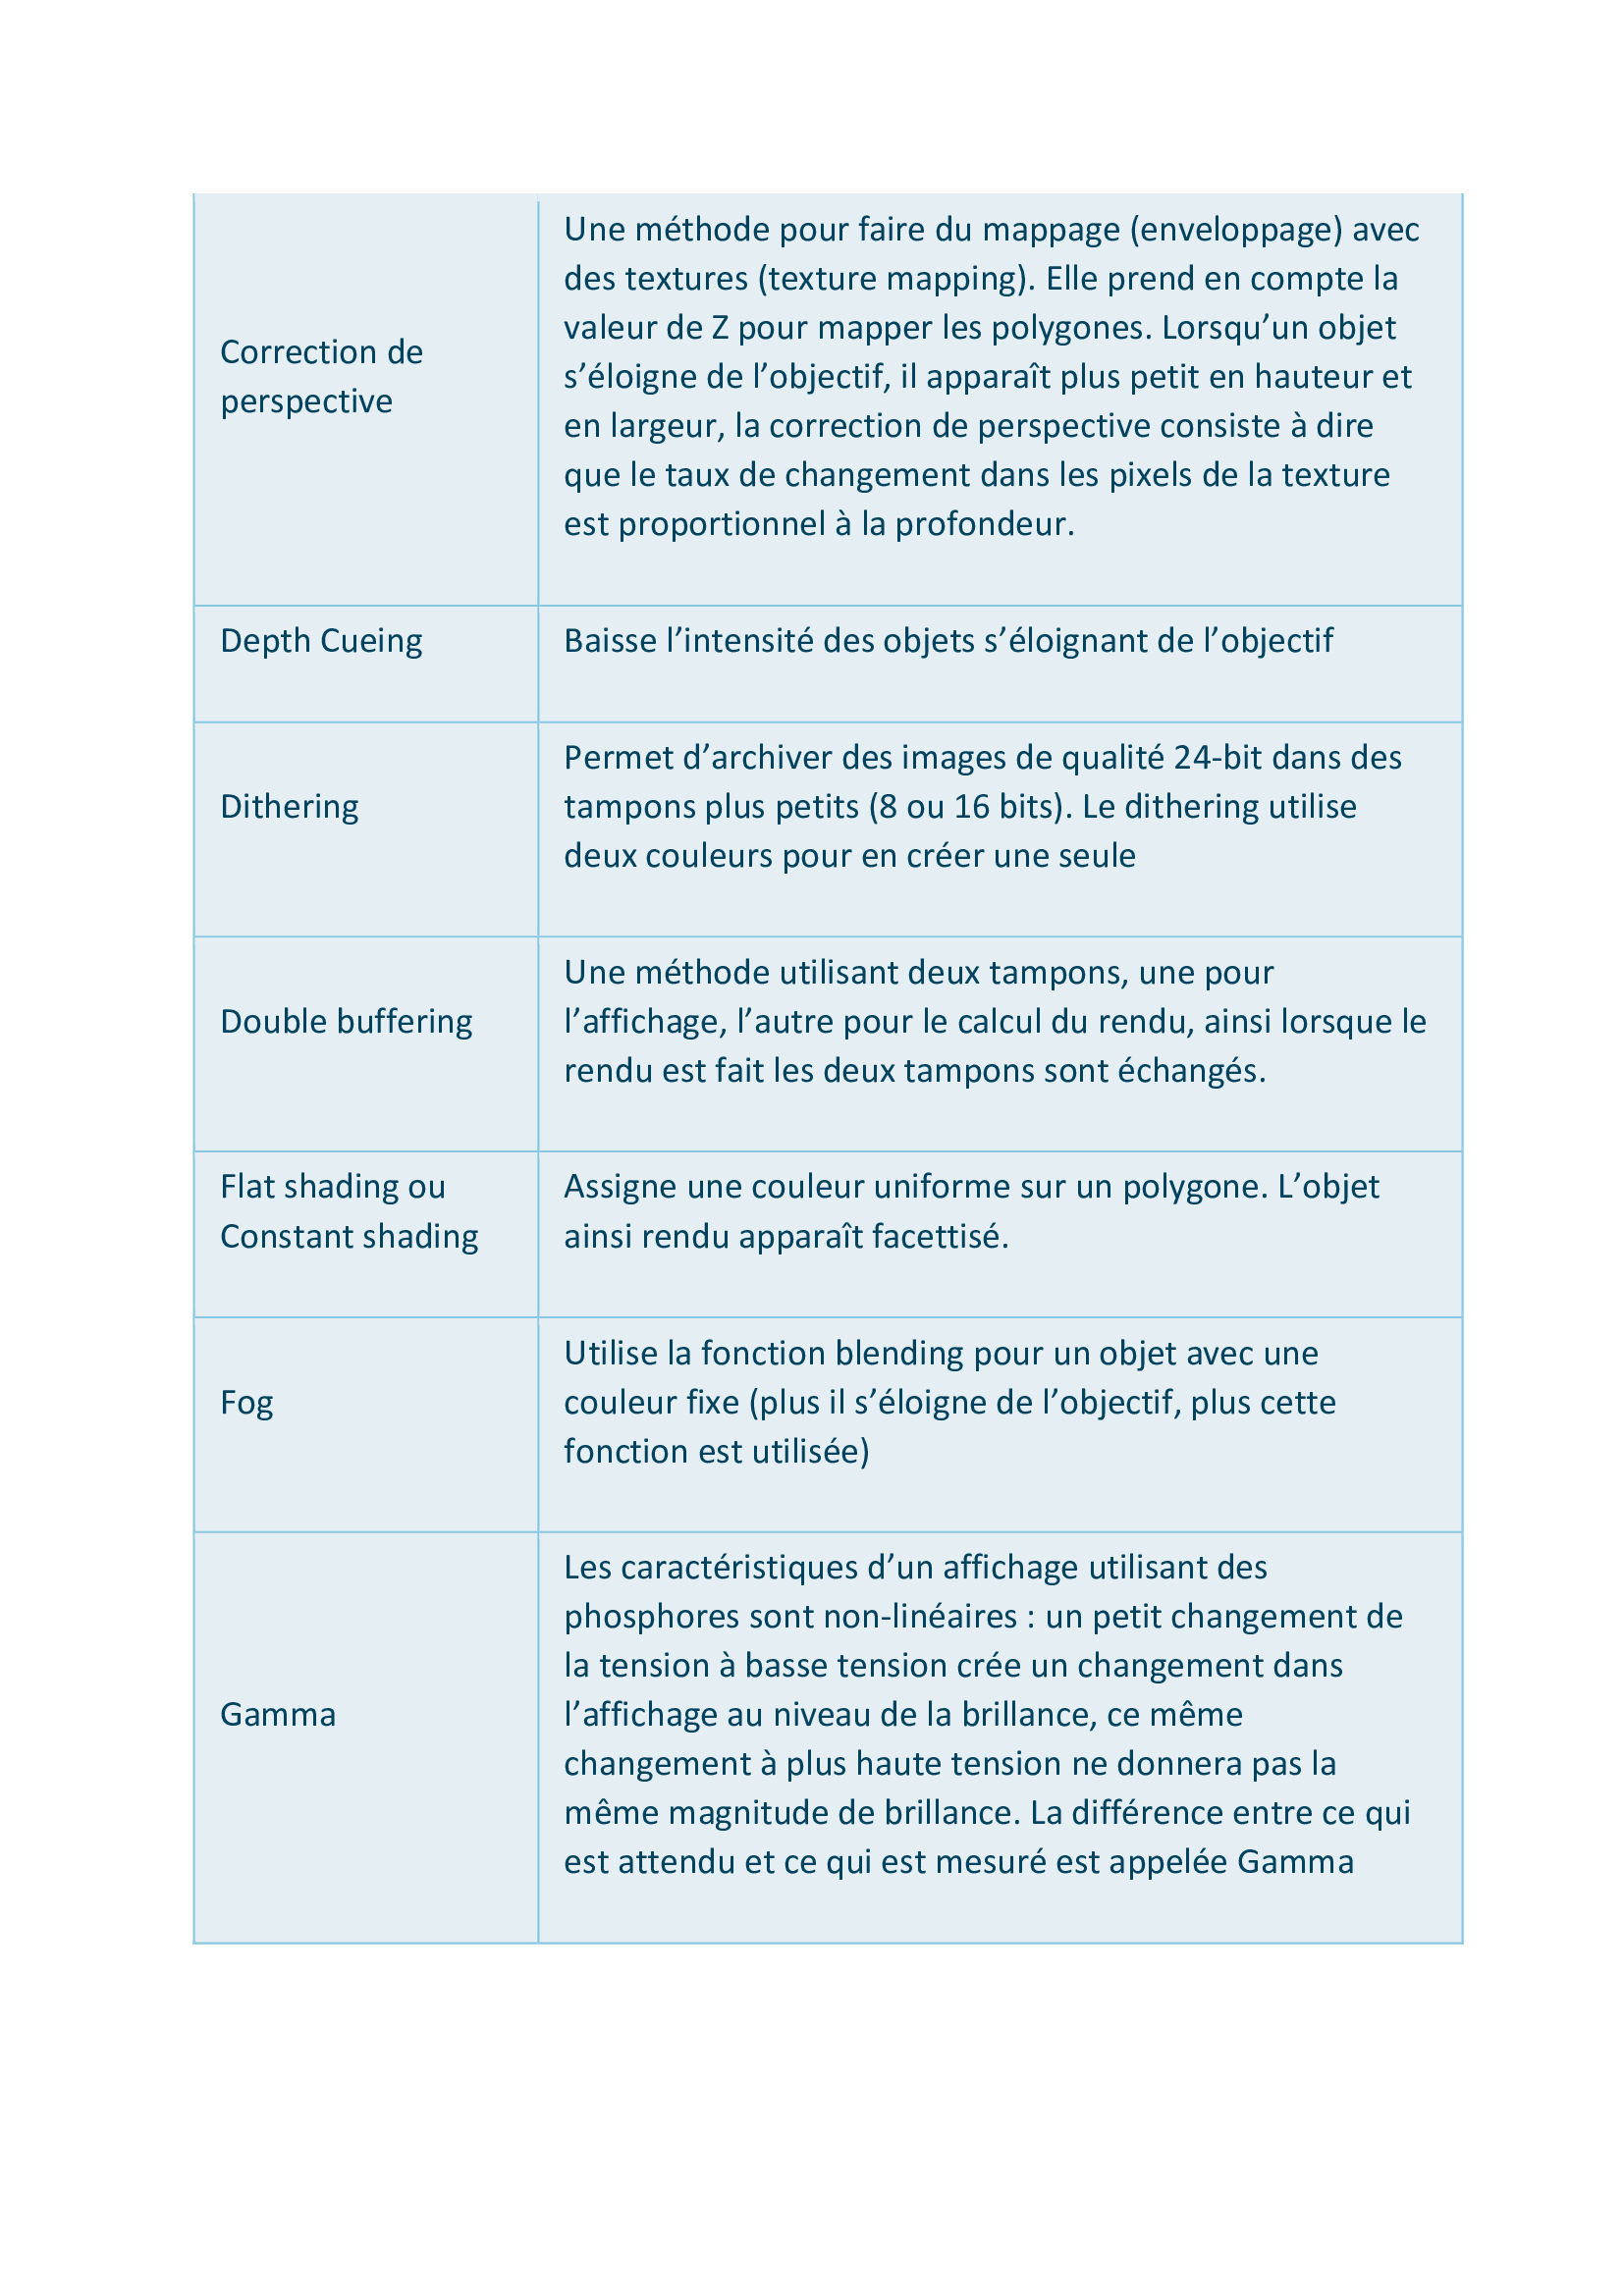 Correction de
perspective
Une méthode pour faire du mappage (enveloppage) avec
des textures (texture mapping). Elle prend en compte la
valeur de Z pour mapper les polygones. Lorsqu’un objet
s’éloigne de l’objectif, il apparaît plus petit en hauteur et
en largeur, la correction de perspective consiste à dire
que le taux de changement dans les pixels de la texture
est proportionnel à la profondeur.
Depth Cueing
Baisse l’intensité des objets s’éloignant de l’objectif
Dithering
Permet d’archiver des images de qualité 24-bit dans des
tampons plus petits (8 ou 16 bits). Le dithering utilise
deux couleurs pour en créer une seule
Double buffering
Une méthode utilisant deux tampons, une pour
l’affichage, l’autre pour le calcul du rendu, ainsi lorsque le
rendu est fait les deux tampons sont échangés.
Flat shading ou
Constant shading
Assigne une couleur uniforme sur un polygone. L’objet
ainsi rendu apparaît facettisé.
Fog
Utilise la fonction blending pour un objet avec une
couleur fixe (plus il s’éloigne de l’objectif, plus cette
fonction est utilisée)
Gamma
Les caractéristiques d’un affichage utilisant des
phosphores sont non-linéaires : un petit changement de
la tension à basse tension crée un changement dans
l’affichage au niveau de la brillance, ce même
changement à plus haute tension ne donnera pas la
même magnitude de brillance. La différence entre ce qui
est attendu et ce qui est mesuré est appelée Gamma